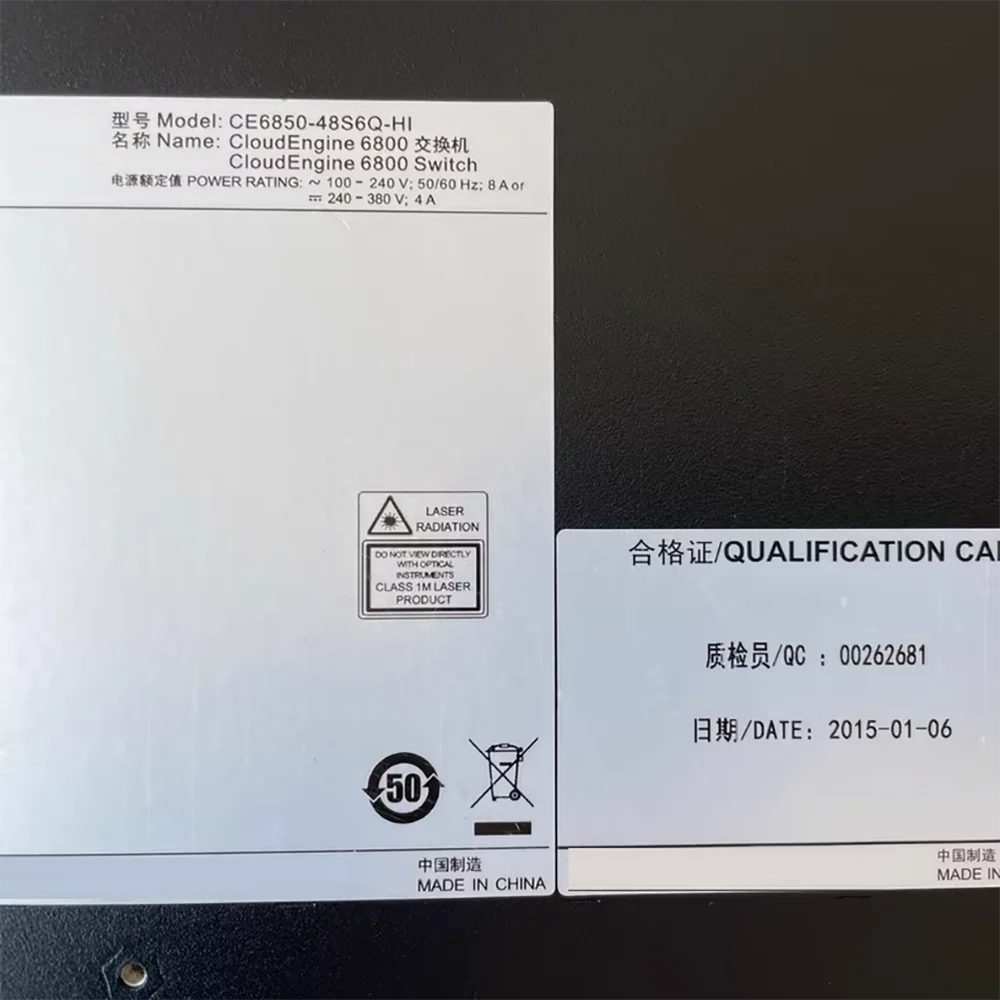 型号 Model: CE6850-48S6Q-HI
名称 Name: CloudEngine 6800 交换机
CloudEngine 6800 Switch
电源额定值 POWER RATING: ~ 100 - 240 V; 50/60 Hz; 8 A or
⎓ 240 - 380 V; 4 A
LASER
RADIATION
DO NOT VIEW DIRECTLY
WITH OPTICAL
INSTRUMENTS
CLASS 1M LASER
PRODUCT
50
中国制造
MADE IN CHINA
合格证/QUALIFICATION CA
质检员/QC : 00262681
日期/DATE: 2015-01-06
中国制造
MADE IN